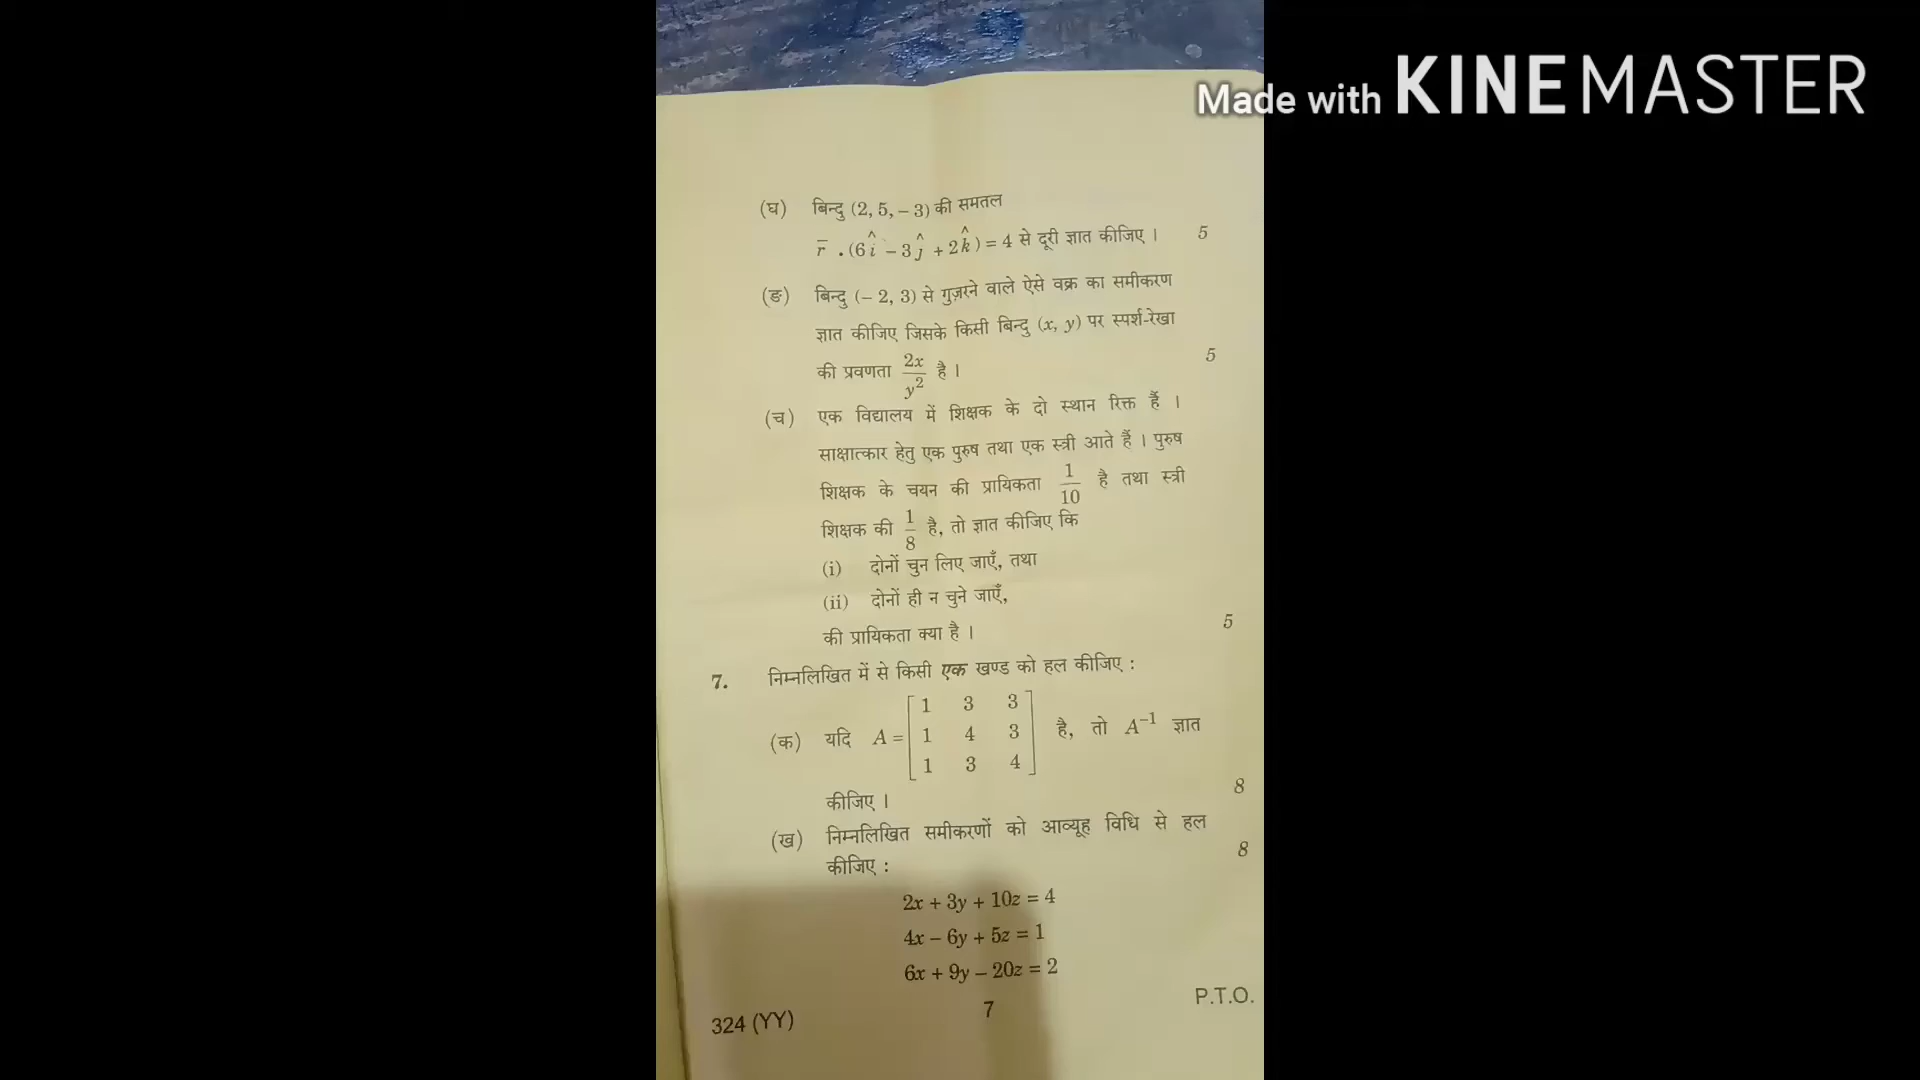 Made with KINEMASTER
(घ) बिन्दु (2, 5, – 3) की समतल
r̅ . (6î – 3ĵ + 2k̂) = 4 से दूरी ज्ञात कीजिए । 5
(ङ) बिन्दु (– 2, 3) से गुज़रने वाले ऐसे वक्र का समीकरण
ज्ञात कीजिए जिसके किसी बिन्दु (x, y) पर स्पर्श-रेखा
की प्रवणता 2x/y² है । 5
(च) एक विद्यालय में शिक्षक के दो स्थान रिक्त हैं ।
साक्षात्कार हेतु एक पुरुष तथा एक स्त्री आते हैं । पुरुष
शिक्षक के चयन की प्रायिकता 1/10 है तथा स्त्री
शिक्षक की 1/8 है, तो ज्ञात कीजिए कि
(i) दोनों चुन लिए जाएँ, तथा
(ii) दोनों ही न चुने जाएँ,
की प्रायिकता क्या है । 5
7. निम्नलिखित में से किसी एक खण्ड को हल कीजिए :
(क) यदि A = [1 3 3
1 4 3
1 3 4] है, तो A⁻¹ ज्ञात
कीजिए । 8
(ख) निम्नलिखित समीकरणों को आव्यूह विधि से हल
कीजिए : 8
2x + 3y + 10z = 4
4x – 6y + 5z = 1
6x + 9y – 20z = 2
324 (YY) 7 P.T.O.